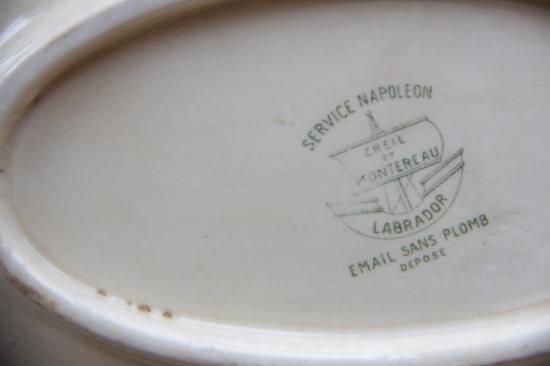 SERVICE NAPOLEON
CREIL
ET
MONTEREAU
LABRADOR
EMAIL SANS PLOMB
DEPOSE